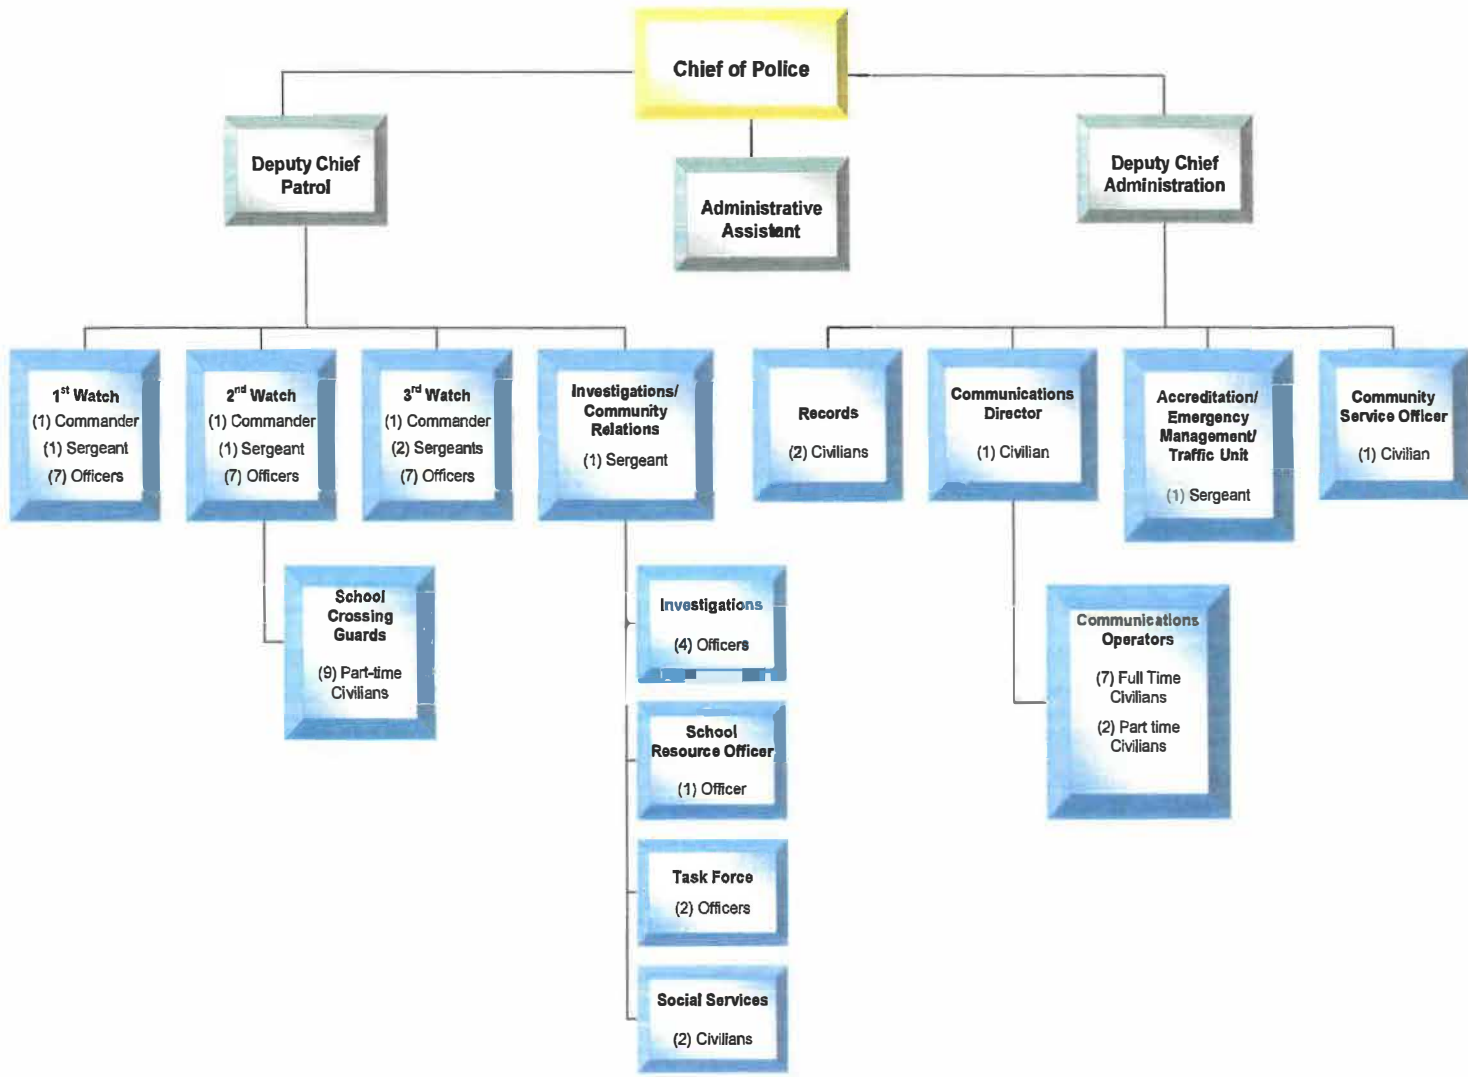 Chief of Police
Deputy Chief
Patrol
Administrative
Assistant
Deputy Chief
Administration
1st Watch
(1) Commander
(1) Sergeant
(7) Officers
2nd Watch
(1) Commander
(1) Sergeant
(7) Officers
3rd Watch
(1) Commander
(2) Sergeants
(7) Officers
Investigations/
Community
Relations
(1) Sergeant
Records
(2) Civilians
Communications
Director
(1) Civilian
Accreditation/
Emergency
Management/
Traffic Unit
(1) Sergeant
Community
Service Officer
(1) Civilian
School
Crossing
Guards
(9) Part-time
Civilians
Investigations
(4) Officers
School
Resource Officer
(1) Officer
Task Force
(2) Officers
Social Services
(2) Civilians
Communications
Operators
(7) Full Time
Civilians
(2) Part time
Civilians